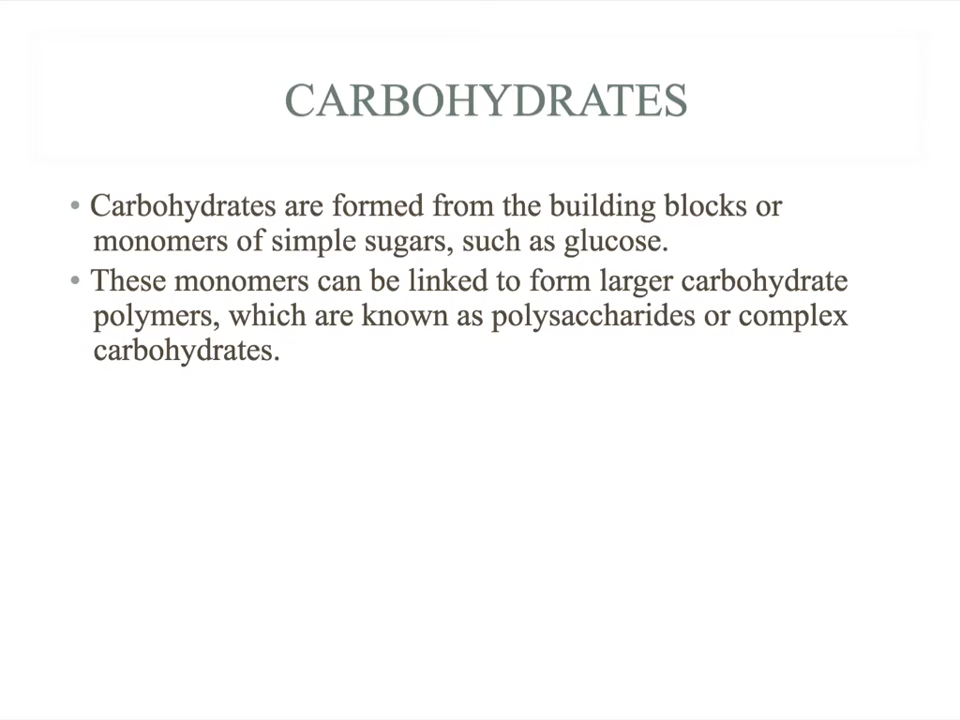 CARBOHYDRATES
• Carbohydrates are formed from the building blocks or
monomers of simple sugars, such as glucose.
• These monomers can be linked to form larger carbohydrate
polymers, which are known as polysaccharides or complex
carbohydrates.